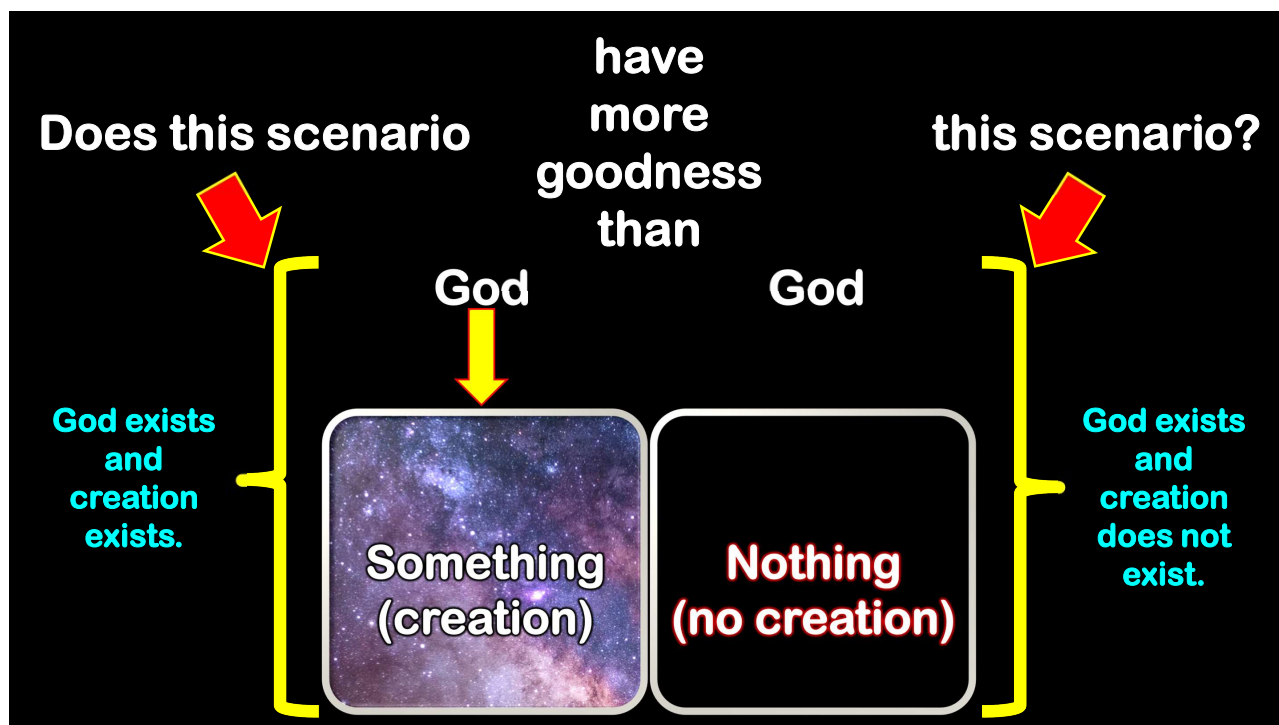 Does this scenario
have
more
goodness
than
this scenario?
God
God
God exists
and
creation
exists.
Something
(creation)
Nothing
(no creation)
God exists
and
creation
does not
exist.